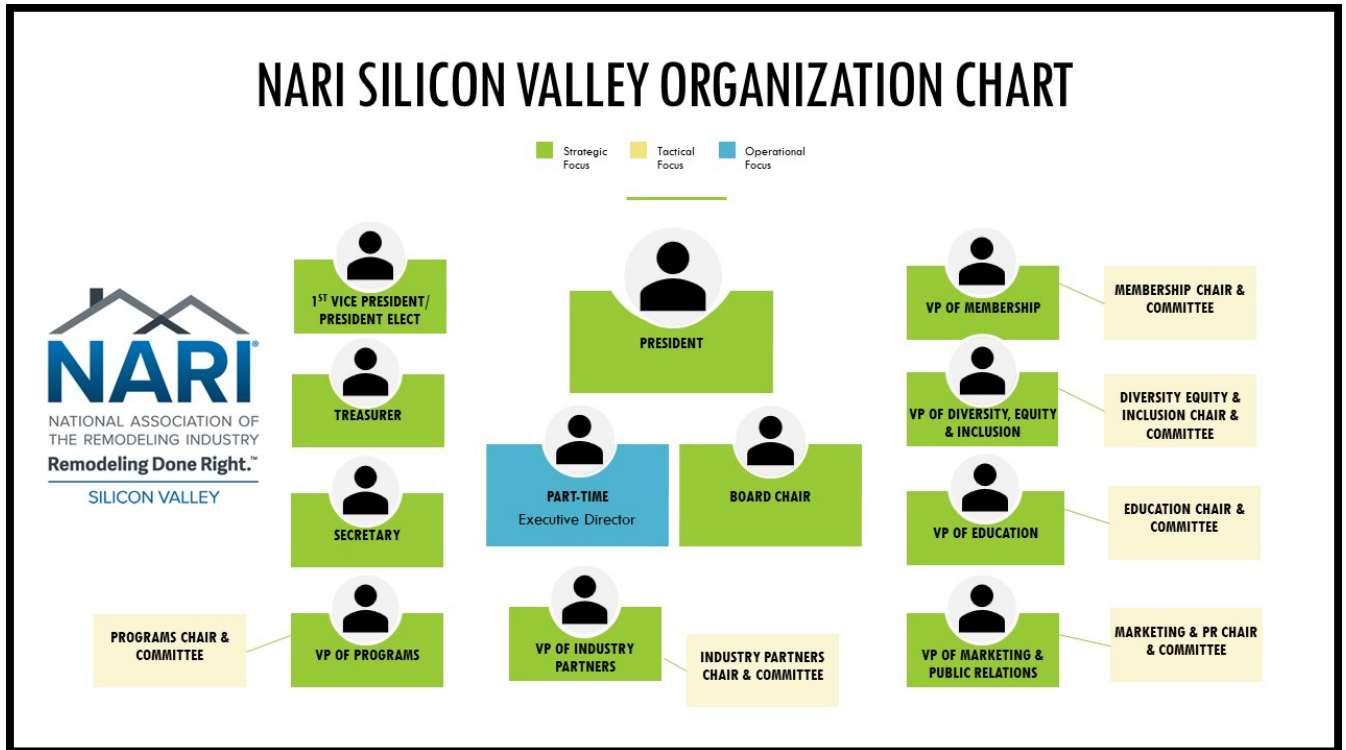 NARI SILICON VALLEY ORGANIZATION CHART
Strategic
Focus
Tactical
Focus
Operational
Focus
NARI®
NATIONAL ASSOCIATION OF
THE REMODELING INDUSTRY
Remodeling Done Right.™
SILICON VALLEY
1ST VICE PRESIDENT/
PRESIDENT ELECT
TREASURER
SECRETARY
PROGRAMS CHAIR &
COMMITTEE
VP OF PROGRAMS
PRESIDENT
PART-TIME
Executive Director
BOARD CHAIR
VP OF INDUSTRY
PARTNERS
INDUSTRY PARTNERS
CHAIR & COMMITTEE
VP OF MEMBERSHIP
MEMBERSHIP CHAIR &
COMMITTEE
VP OF DIVERSITY, EQUITY
& INCLUSION
DIVERSITY EQUITY &
INCLUSION CHAIR &
COMMITTEE
VP OF EDUCATION
EDUCATION CHAIR &
COMMITTEE
VP OF MARKETING &
PUBLIC RELATIONS
MARKETING & PR CHAIR
& COMMITTEE